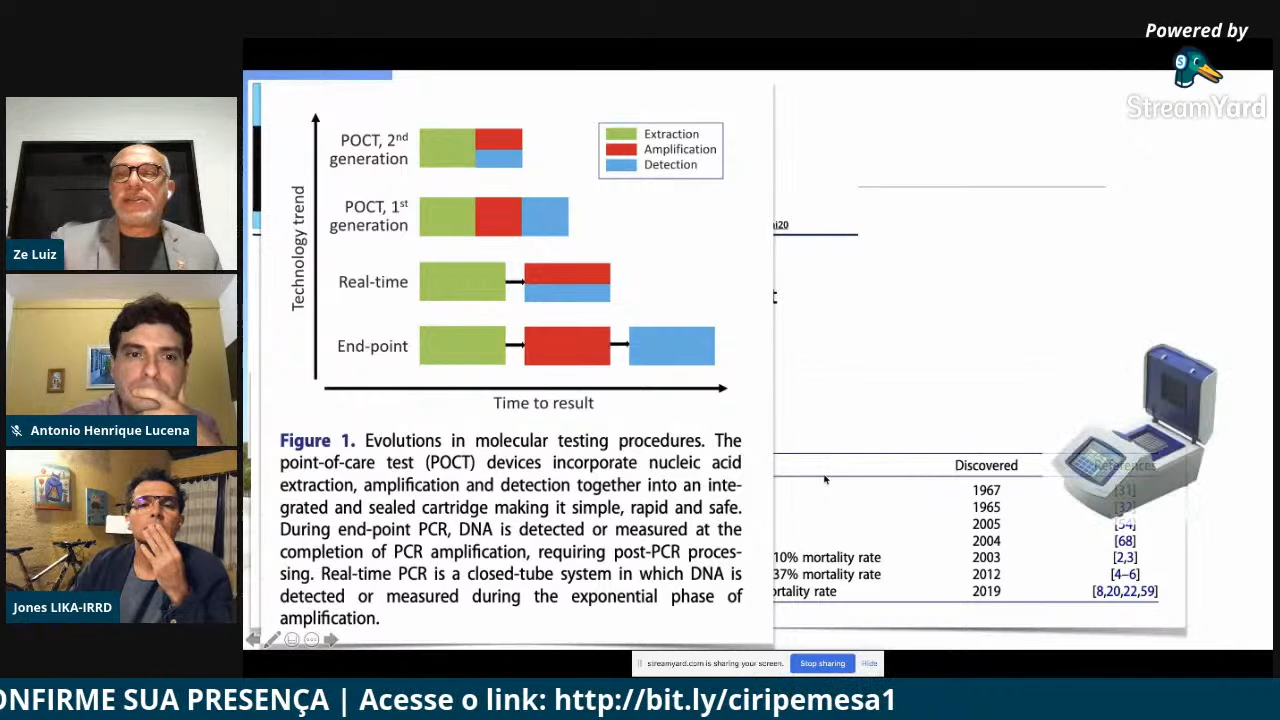 Powered by
StreamYard
Ze Luiz
Antonio Henrique Lucena
Jones LIKA-IRRD
Technology trend
POCT, 2nd
generation
POCT, 1st
generation
Real-time
End-point
Extraction
Amplification
Detection
Time to result
Figure 1. Evolutions in molecular testing procedures. The
point-of-care test (POCT) devices incorporate nucleic acid
extraction, amplification and detection together into an inte-
grated and sealed cartridge making it simple, rapid and safe.
During end-point PCR, DNA is detected or measured at the
completion of PCR amplification, requiring post-PCR proces-
sing. Real-time PCR is a closed-tube system in which DNA is
detected or measured during the exponential phase of
amplification.
Discovered References
1967 [31]
1965 [32]
2005 [54]
2004 [68]
10% mortality rate 2003 [2,3]
37% mortality rate 2012 [4–6]
rtality rate 2019 [8,20,22,59]
streamyard.com is sharing your screen. Stop sharing Hide
ONFIRME SUA PRESENÇA | Acesse o link: http://bit.ly/ciripemesa1